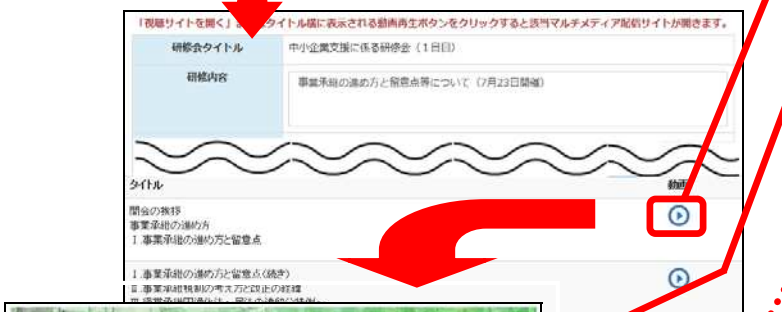 「視聴サイトを開く」 タイトル横に表示される動画再生ボタンをクリックすると該当マルチメディア配信サイトが開きます。
研修会タイトル 中小企業支援に係る研修会（1日目）
研修内容 事業承継の進め方と留意点等について（7月23日開催）
タイトル 動画
開会の挨拶
事業承継の進め方
Ⅰ.事業承継の進め方と留意点
Ⅰ.事業承継の進め方と留意点（続き）
Ⅱ.事業承継税制の考え方と改正の経緯